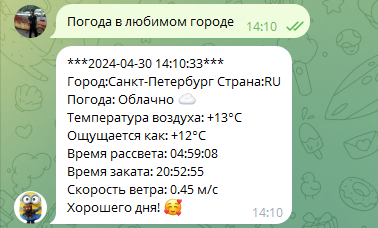 Погода в любимом городе
14:10
***2024-04-30 14:10:33***
Город:Санкт-Петербург Страна:RU
Погода: Облачно ☁️
Температура воздуха: +13°C
Ощущается как: +12°C
Время рассвета: 04:59:08
Время заката: 20:52:55
Скорость ветра: 0.45 м/с
Хорошего дня! 🥰
14:10